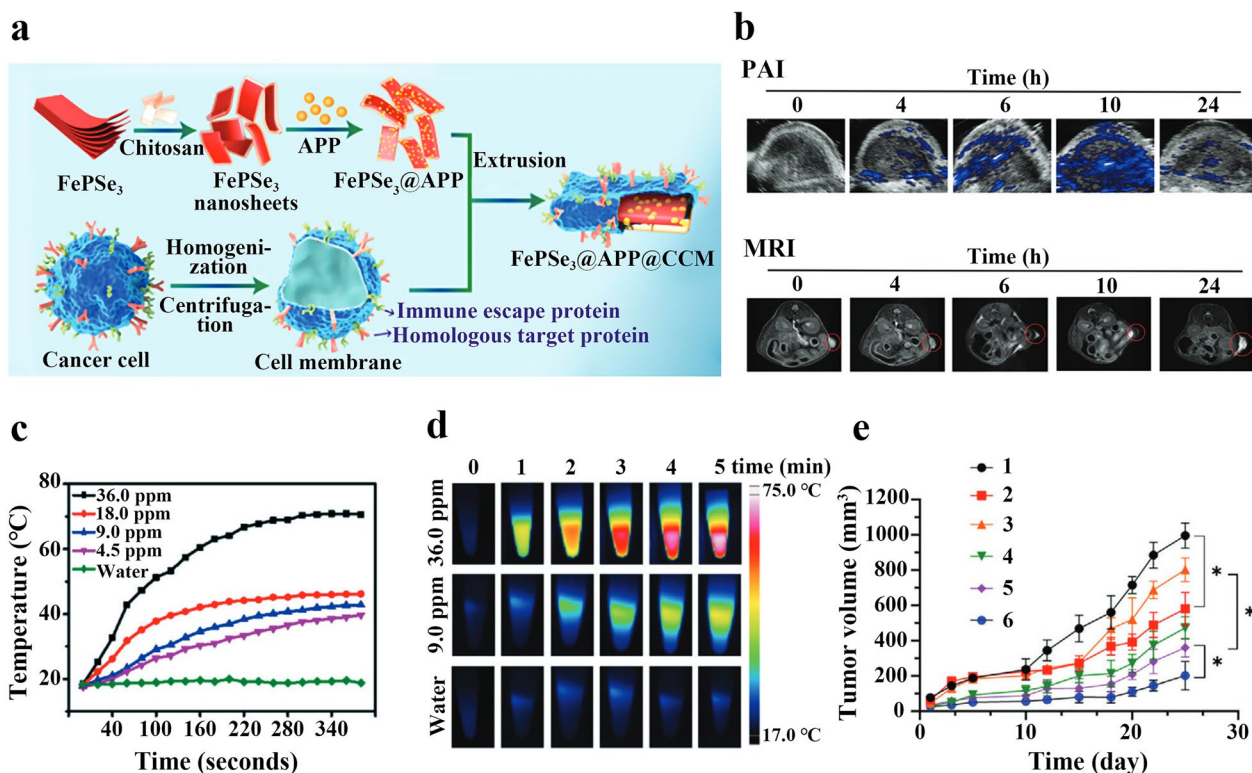 a
FePSe₃
Chitosan
FePSe₃
nanosheets
APP
FePSe₃@APP
Extrusion
FePSe₃@APP@CCM
Cancer cell
Homogeni-
zation
Centrifuga-
tion
Cell membrane
Immune escape protein
Homologous target protein
b
PAI
Time (h)
0 4 6 10 24
MRI
Time (h)
0 4 6 10 24
c
Temperature (°C)
80
60
40
20
36.0 ppm
18.0 ppm
9.0 ppm
4.5 ppm
Water
40 100 160 220 280 340
Time (seconds)
d
0 1 2 3 4 5 time (min)
36.0 ppm
9.0 ppm
Water
75.0 °C
17.0 °C
e
Tumor volume (mm³)
1200
1000
800
600
400
200
0
1
2
3
4
5
6
*
*
*
0 10 20 30
Time (day)